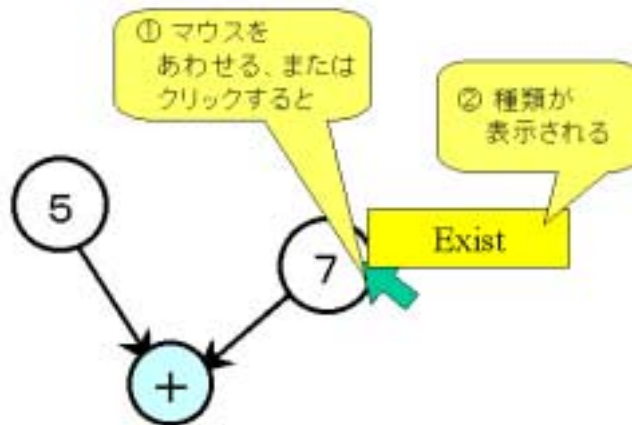 ① マウスを
あわせる、または
クリックすると
② 種類が
表示される
5
Exist
7
+